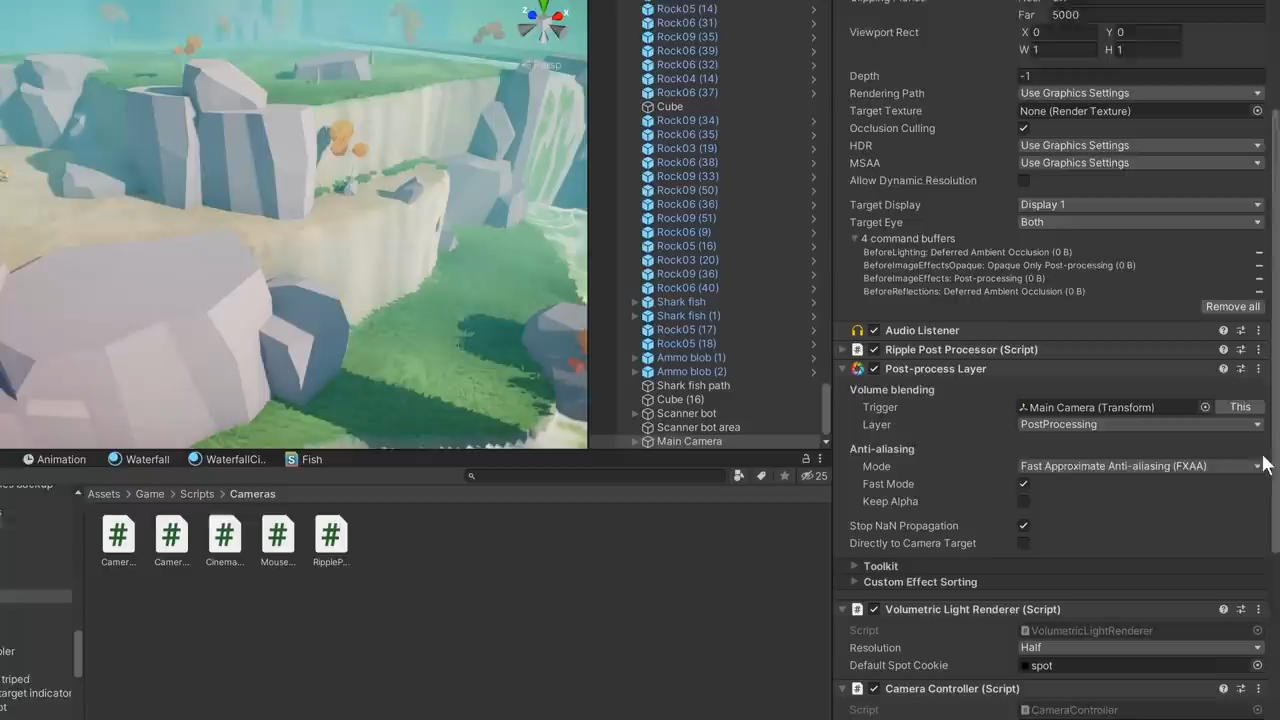 z
x
Persp
Rock05 (14)
Rock06 (31)
Rock09 (35)
Rock06 (39)
Rock06 (32)
Rock04 (14)
Rock06 (37)
Cube
Rock09 (34)
Rock06 (35)
Rock03 (19)
Rock06 (38)
Rock09 (33)
Rock09 (50)
Rock06 (36)
Rock09 (51)
Rock06 (9)
Rock05 (16)
Rock03 (20)
Rock09 (36)
Rock06 (40)
Shark fish
Shark fish (1)
Rock05 (17)
Rock05 (18)
Ammo blob (1)
Ammo blob (2)
Shark fish path
Cube (16)
Scanner bot
Scanner bot area
Main Camera
Far 5000
Viewport Rect X 0 Y 0
W 1 H 1
Depth -1
Rendering Path Use Graphics Settings
Target Texture None (Render Texture)
Occlusion Culling
HDR Use Graphics Settings
MSAA Use Graphics Settings
Allow Dynamic Resolution
Target Display Display 1
Target Eye Both
4 command buffers
BeforeLighting: Deferred Ambient Occlusion (0 B)
BeforeImageEffectsOpaque: Opaque Only Post-processing (0 B)
BeforeImageEffects: Post-processing (0 B)
BeforeReflections: Deferred Ambient Occlusion (0 B)
Remove all
Audio Listener
# Ripple Post Processor (Script)
Post-process Layer
Volume blending
Trigger Main Camera (Transform) This
Layer PostProcessing
Anti-aliasing
Mode Fast Approximate Anti-aliasing (FXAA)
Fast Mode
Keep Alpha
Stop NaN Propagation
Directly to Camera Target
Toolkit
Custom Effect Sorting
# Volumetric Light Renderer (Script)
Script VolumetricLightRenderer
Resolution Half
Default Spot Cookie spot
# Camera Controller (Script)
Script CameraController
Animation Waterfall WaterfallCi.. Fish
25
Assets Game Scripts Cameras
# # # # #
Camer... Camer... Cinema... Mouse... RippleP...
triped
target indicator